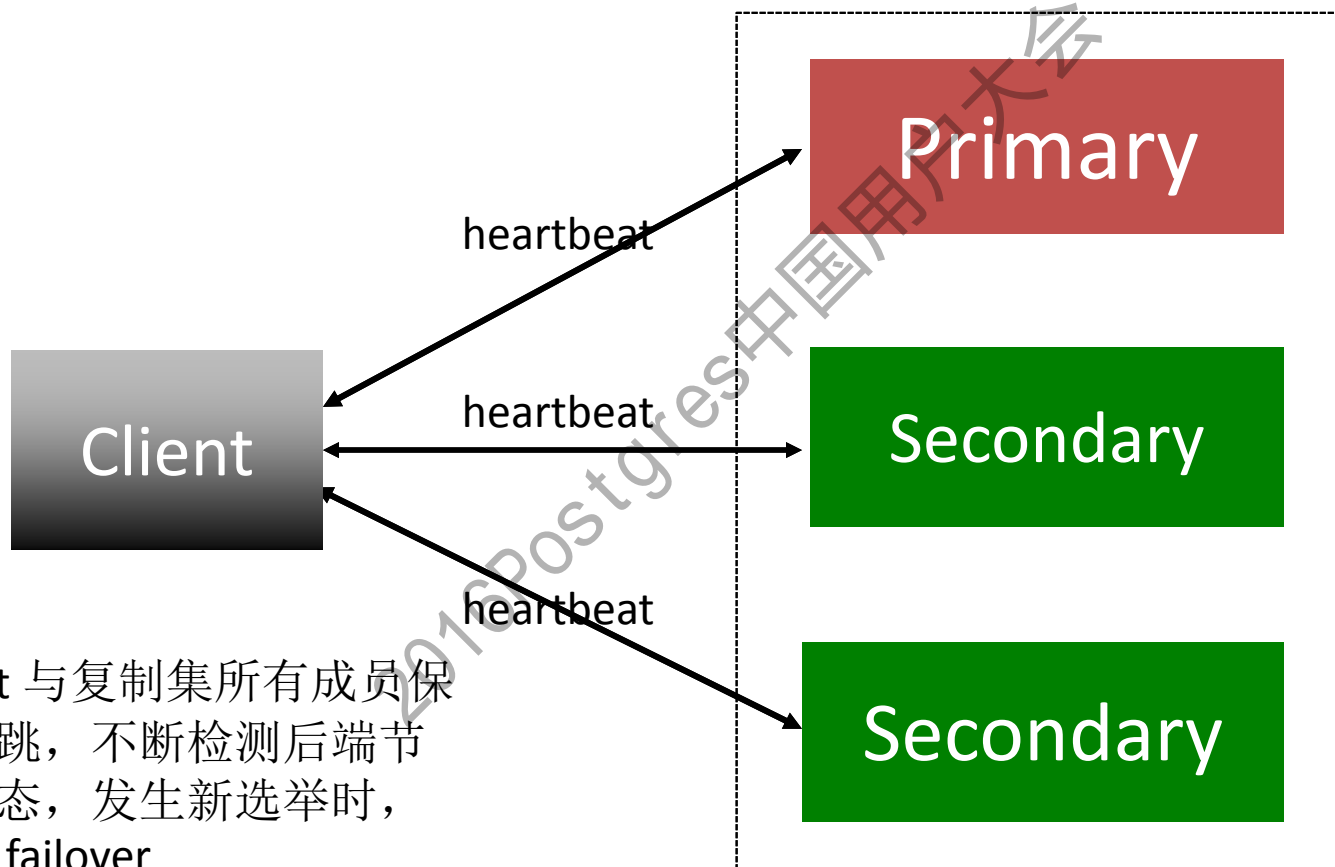 Primary
heartbeat
heartbeat
Client
Secondary
heartbeat
t 与复制集所有成员保
跳，不断检测后端节
态，发生新选举时，
failover
Secondary
2016Postgres中国用户大会